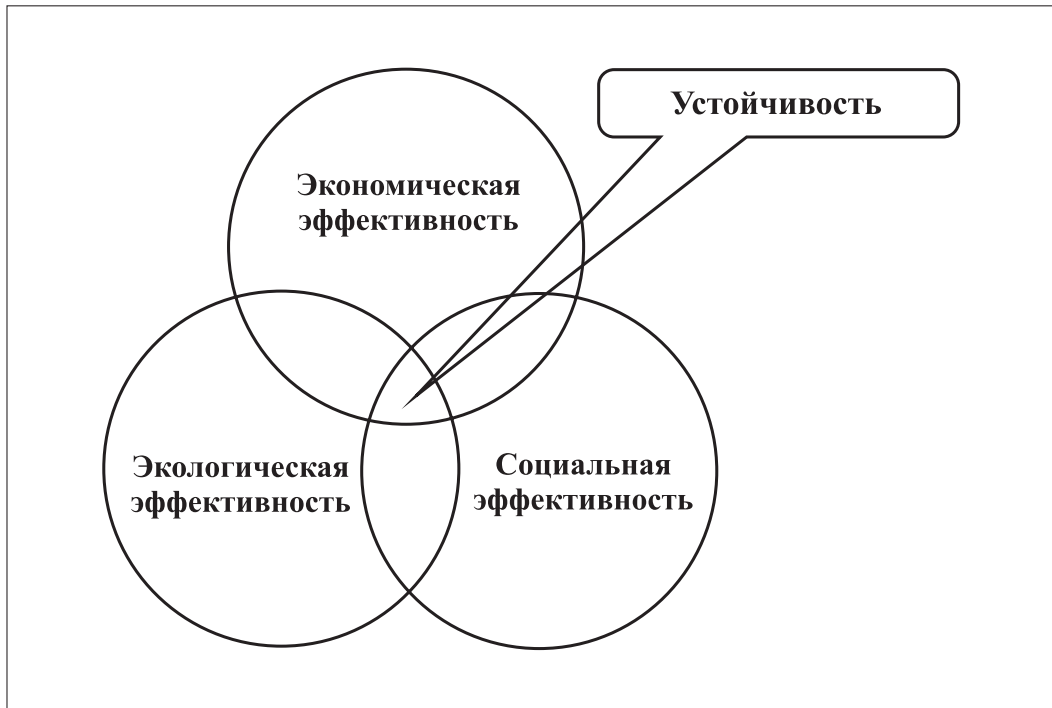 Устойчивость
Экономическая
эффективность
Экологическая
эффективность
Социальная
эффективность